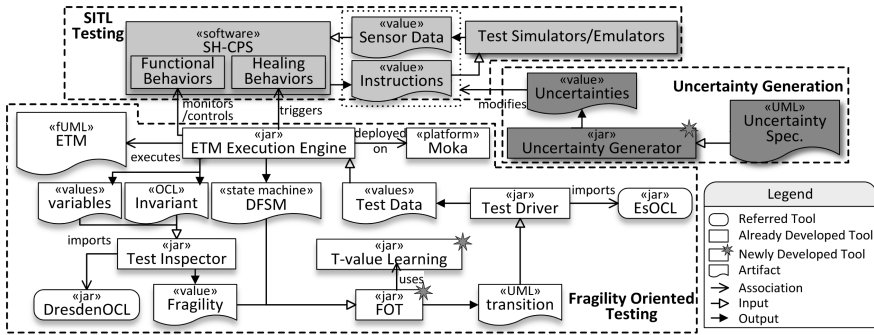 SITL
Testing
«software»
SH-CPS
Functional
Behaviors
Healing
Behaviors
«value»
Sensor Data
«value»
Instructions
Test Simulators/Emulators
Uncertainty Generation
«value»
Uncertainties
modifies
«jar»
Uncertainty Generator
«UML»
Uncertainty
Spec.
monitors
/controls
triggers
«fUML»
ETM
executes
«jar»
ETM Execution Engine
deployed
on
«platform»
Moka
«values»
variables
«OCL»
Invariant
«state machine»
DFSM
«values»
Test Data
«jar»
Test Driver
imports
«jar»
EsOCL
imports
«jar»
Test Inspector
«jar»
T-value Learning
uses
«jar»
DresdenOCL
«value»
Fragility
«jar»
FOT
«UML»
transition
Fragility Oriented
Testing
Legend
Referred Tool
Already Developed Tool
Newly Developed Tool
Artifact
Association
Input
Output